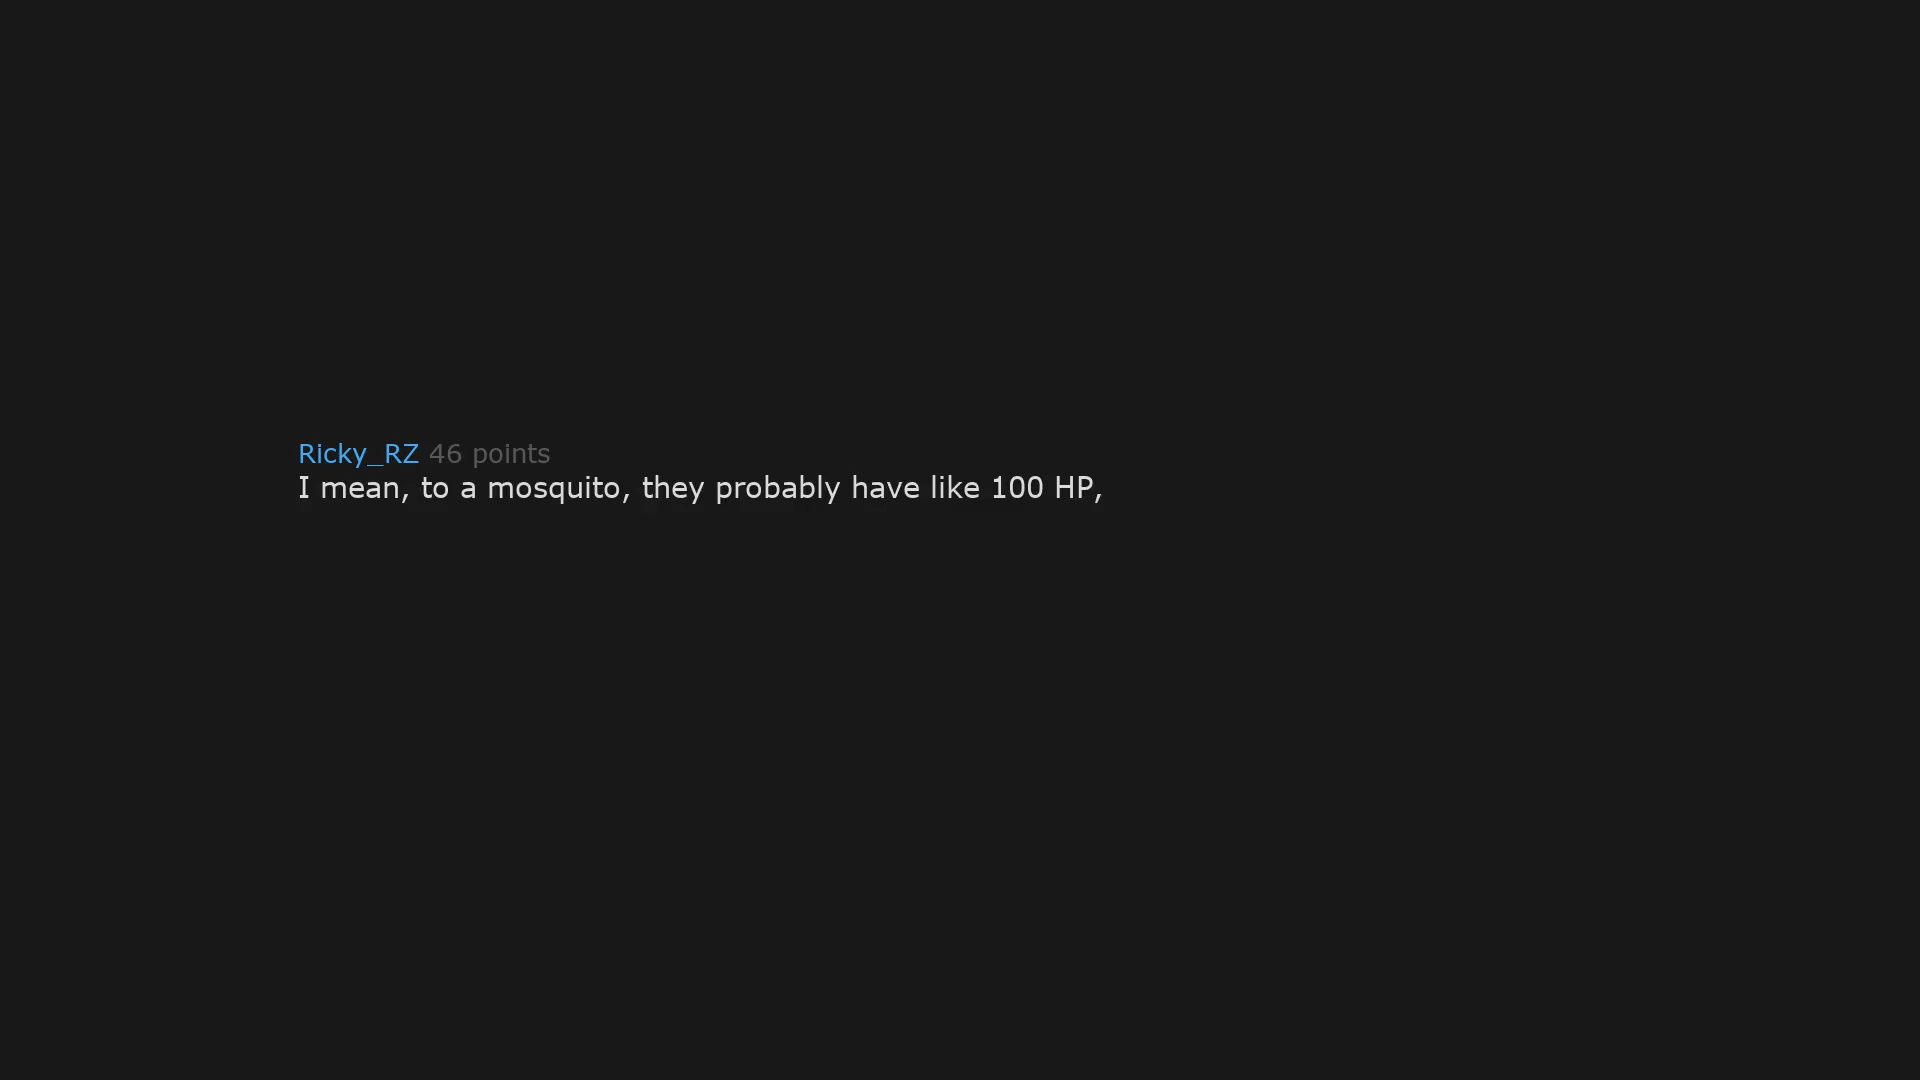 Ricky_RZ 46 points
I mean, to a mosquito, they probably have like 100 HP,